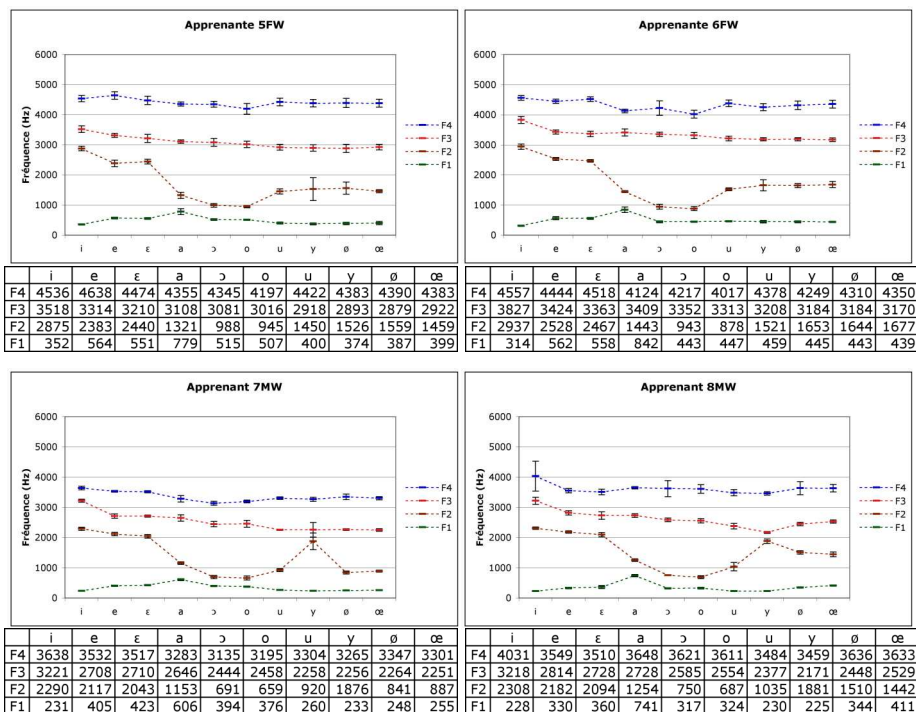 Apprenante 5FW
6000
5000
4000
3000
2000
1000
0
Fréquence (Hz)
i e ε a ɔ o u y ø œ
F4
F3
F2
F1
i e ε a ɔ o u y ø œ
F4 4536 4638 4474 4355 4345 4197 4422 4383 4390 4383
F3 3518 3314 3210 3108 3081 3016 2918 2893 2879 2922
F2 2875 2383 2440 1321 988 945 1450 1526 1559 1459
F1 352 564 551 779 515 507 400 374 387 399
Apprenante 6FW
6000
5000
4000
3000
2000
1000
0
Fréquence (Hz)
i e ε a ɔ o u y ø œ
F4
F3
F2
F1
i e ε a ɔ o u y ø œ
F4 4557 4444 4518 4124 4217 4017 4378 4249 4310 4350
F3 3827 3424 3363 3409 3352 3313 3208 3184 3184 3170
F2 2937 2528 2467 1443 943 878 1521 1653 1644 1677
F1 314 562 558 842 443 447 459 445 443 439
Apprenant 7MW
6000
5000
4000
3000
2000
1000
0
Fréquence (Hz)
i e ε a ɔ o u y ø œ
F4
F3
F2
F1
i e ε a ɔ o u y ø œ
F4 3638 3532 3517 3283 3135 3195 3304 3265 3347 3301
F3 3221 2708 2710 2646 2444 2458 2258 2256 2264 2251
F2 2290 2117 2043 1153 691 659 920 1876 841 887
F1 231 405 423 606 394 376 260 233 248 255
Apprenant 8MW
6000
5000
4000
3000
2000
1000
0
Fréquence (Hz)
i e ε a ɔ o u y ø œ
F4
F3
F2
F1
i e ε a ɔ o u y ø œ
F4 4031 3549 3510 3648 3621 3611 3484 3459 3636 3633
F3 3218 2814 2728 2728 2585 2554 2377 2171 2448 2529
F2 2308 2182 2094 1254 750 687 1035 1881 1510 1442
F1 228 330 360 741 317 324 230 225 344 411